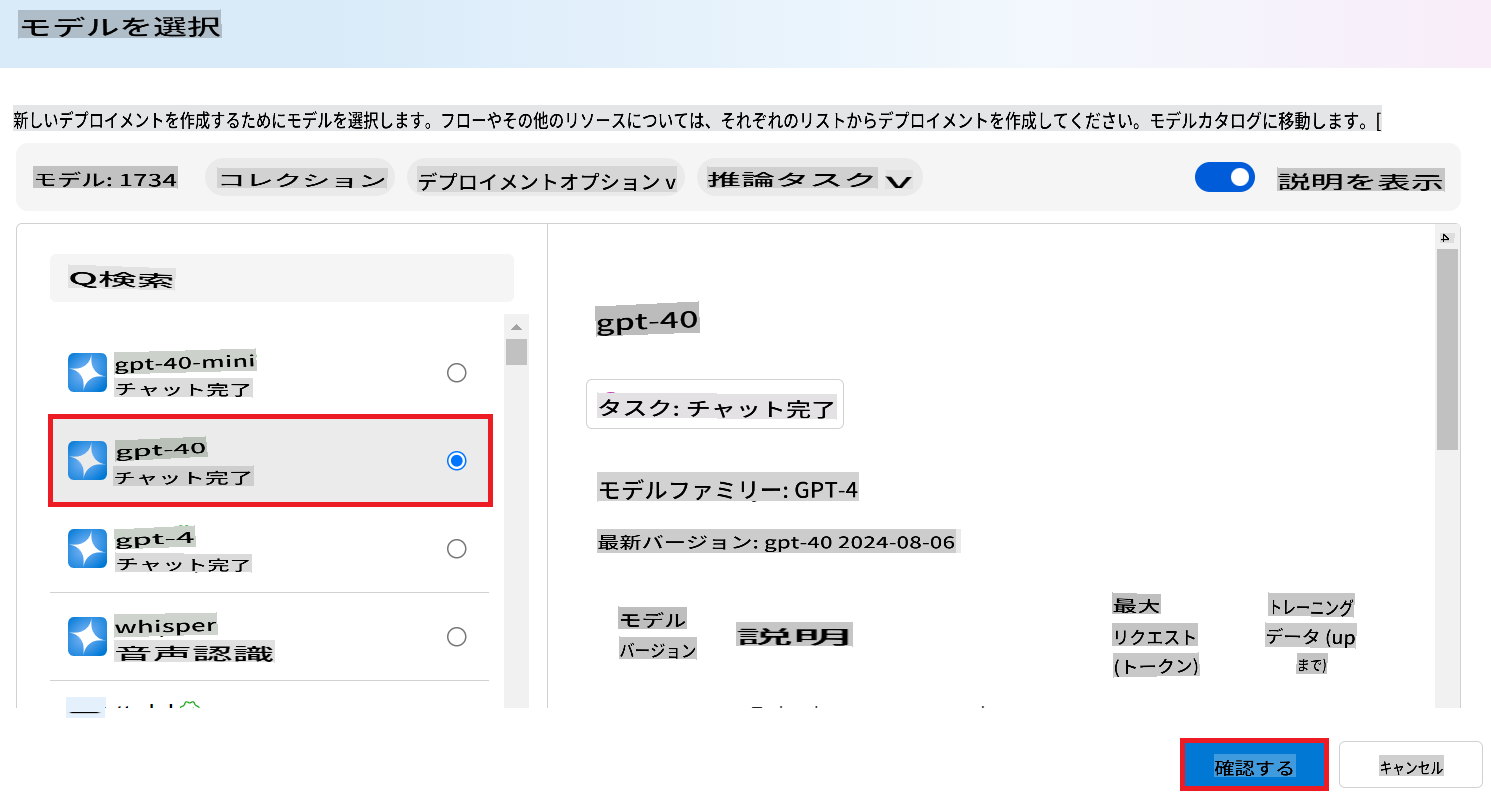 モデルを選択
新しいデプロイメントを作成するためにモデルを選択します。フローやその他のリソースについては、それぞれのリストからデプロイメントを作成してください。モデルカタログに移動します。[
モデル: 1734 コレクション デプロイメントオプション v 推論タスク v 説明を表示
Q検索
gpt-40-mini
チャット完了
gpt-40
チャット完了
gpt-4
チャット完了
whisper
音声認識
gpt-40
タスク: チャット完了
モデルファミリー: GPT-4
最新バージョン: gpt-40 2024-08-06
モデル
バージョン
説明
最大
リクエスト
(トークン)
トレーニング
データ (up
まで)
確認する キャンセル